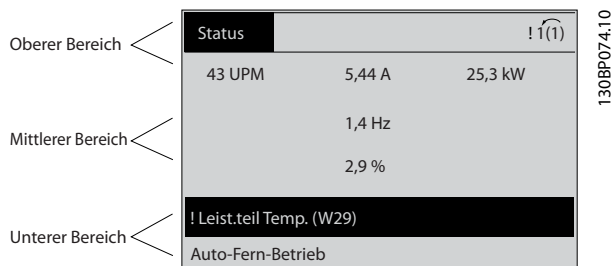 Oberer Bereich
Status
! 1(1)
43 UPM 5,44 A 25,3 kW
Mittlerer Bereich
1,4 Hz
2,9 %
! Leist.teil Temp. (W29)
Unterer Bereich
Auto-Fern-Betrieb
130BP074.10